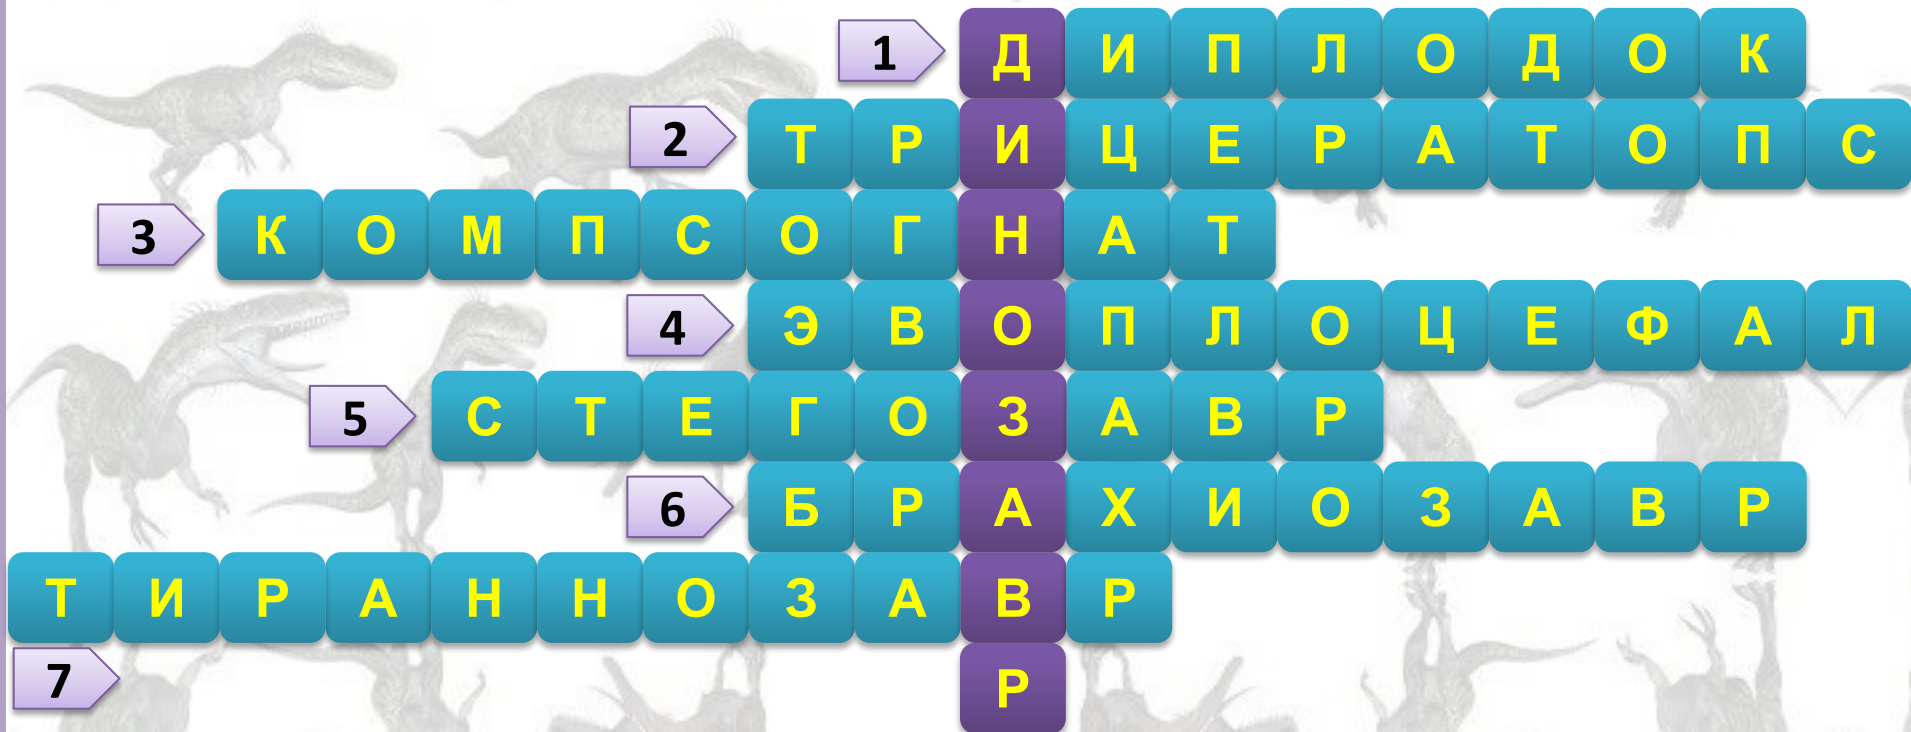 1 ДИПЛОДОК
2 ТРИЦЕРАТОПС
3 КОМПСОГНАТ
4 ЭВОПЛОЦЕФАЛ
5 СТЕГОЗАВР
6 БРАХИОЗАВР
ТИРАННОЗАВР
7 Р